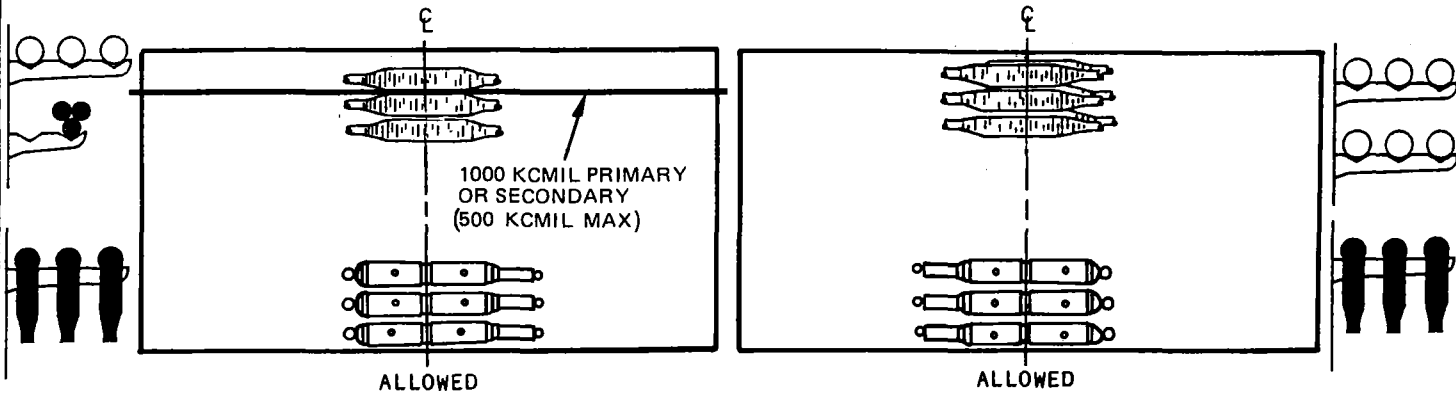 ℄
℄
1000 KCMIL PRIMARY
OR SECONDARY
(500 KCMIL MAX)
ALLOWED
ALLOWED